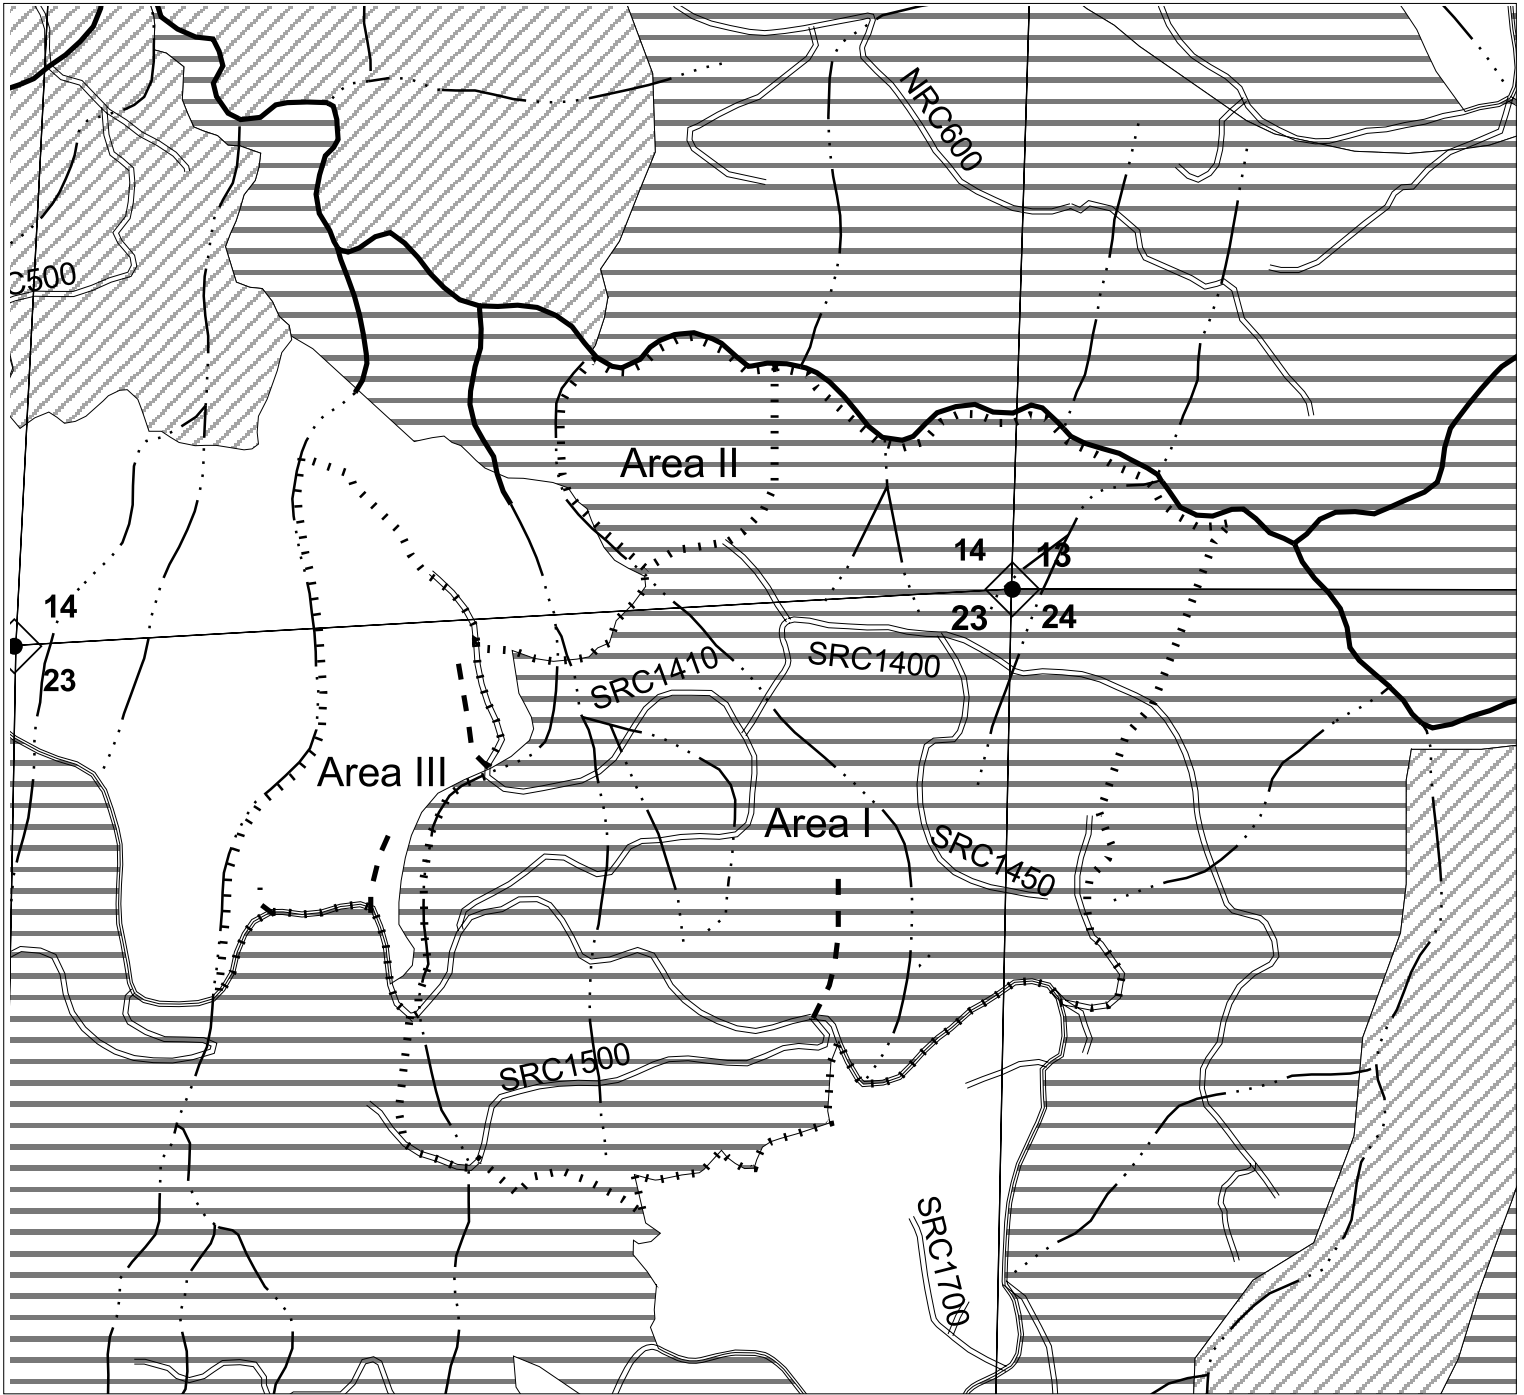 NRC600
C500
Area II
14
13
23
24
14
23
SRC1410
SRC1400
Area III
Area I
SRC1450
SRC1500
SRC1700